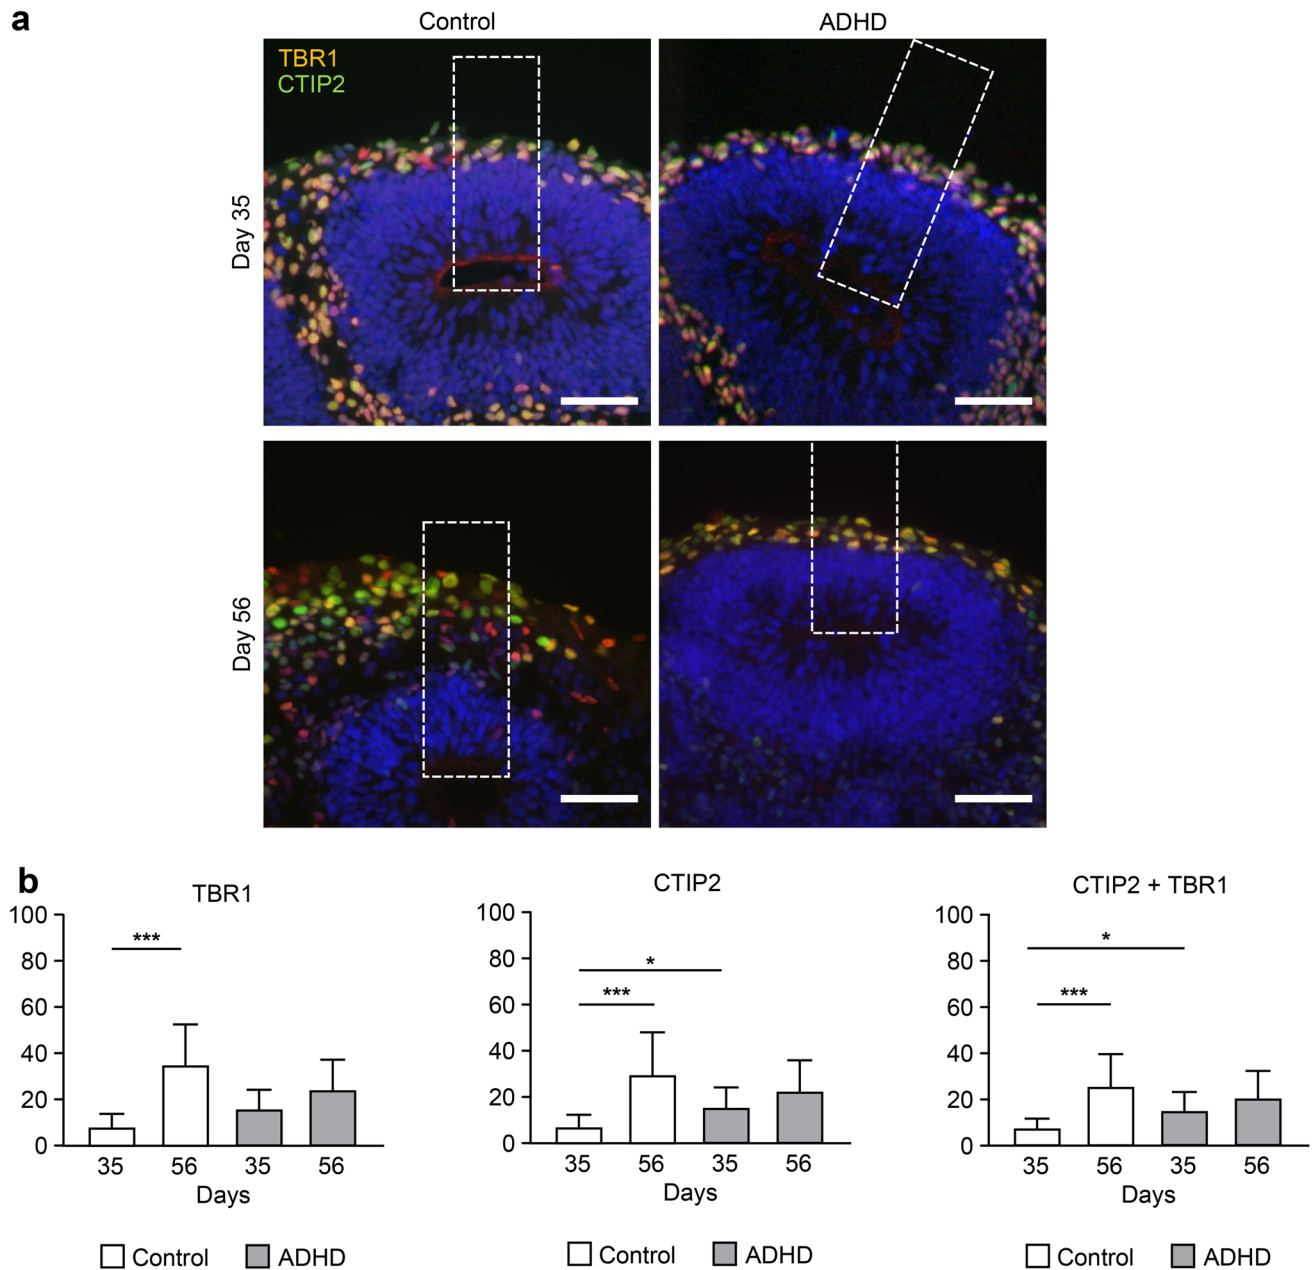 a
Control
ADHD
TBR1
CTIP2
Day 35
Day 56
b
TBR1
100
80
60
40
20
0
***
35 56 35 56
Days
Control ADHD
CTIP2
100
80
60
40
20
0
*
***
35 56 35 56
Days
Control ADHD
CTIP2 + TBR1
100
80
60
40
20
0
*
***
35 56 35 56
Days
Control ADHD